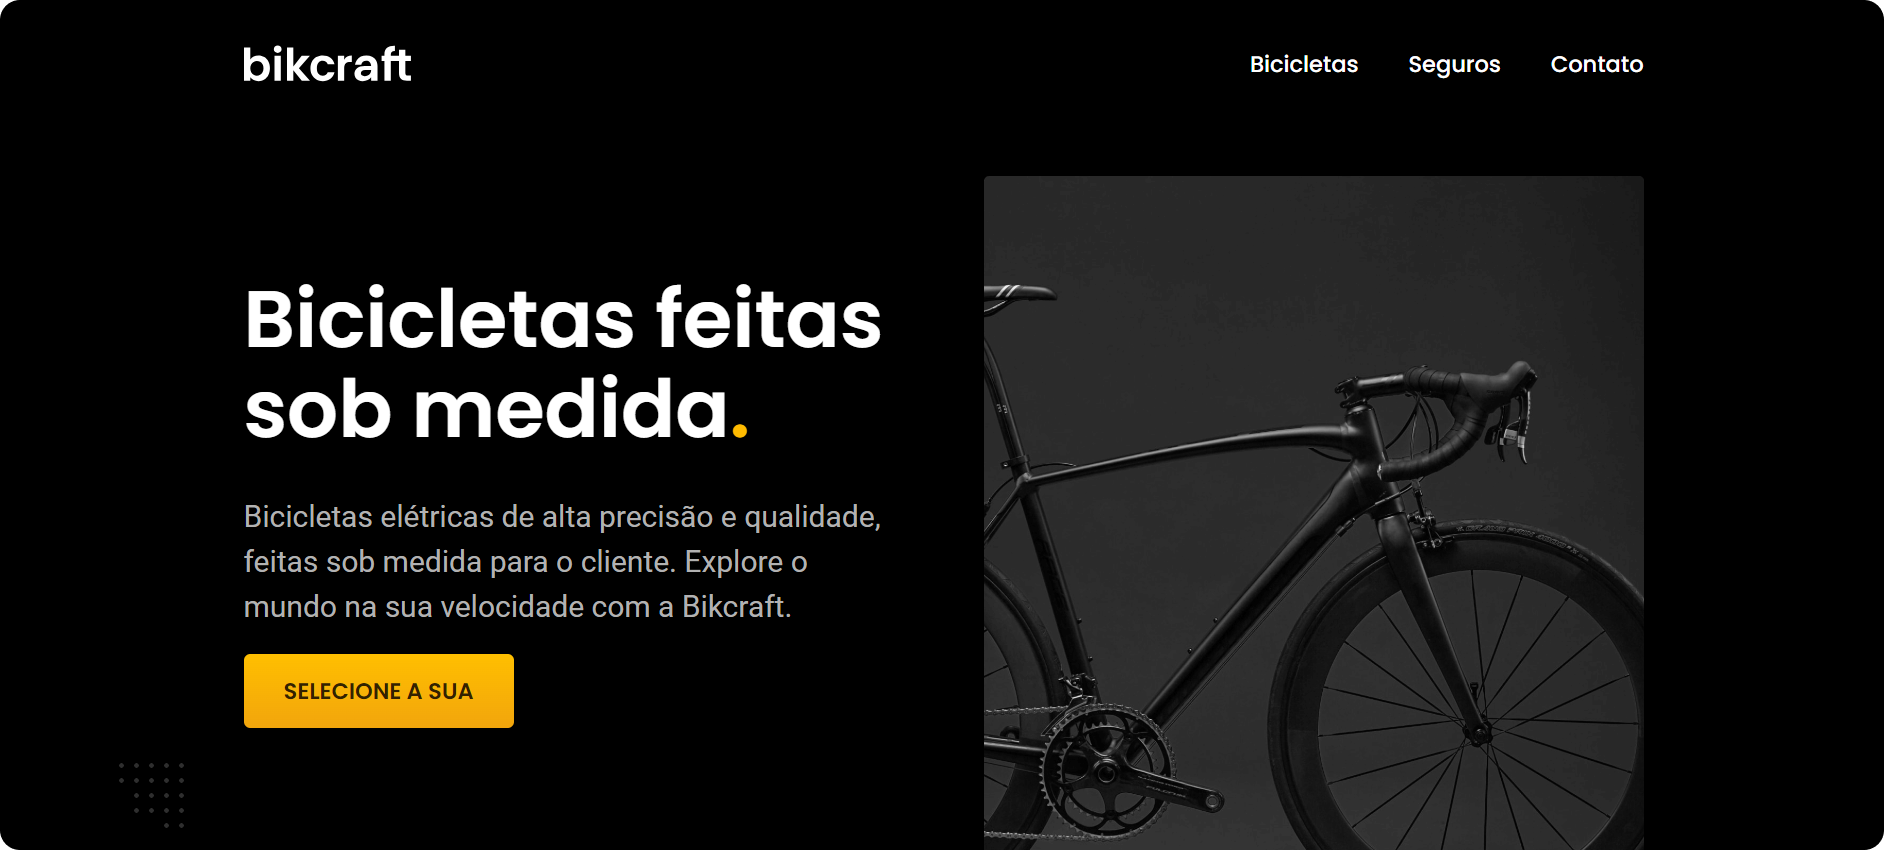 bikcraft
Bicicletas
Seguros
Contato
Bicicletas feitas
sob medida.
Bicicletas elétricas de alta precisão e qualidade,
feitas sob medida para o cliente. Explore o
mundo na sua velocidade com a Bikcraft.
SELECIONE A SUA